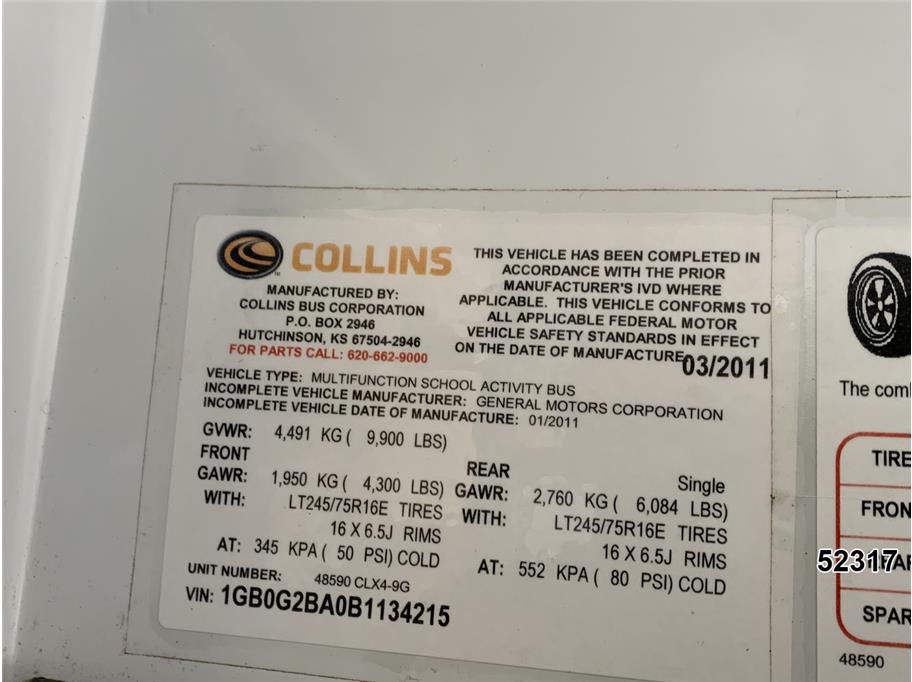 COLLINS
TM
MANUFACTURED BY:
COLLINS BUS CORPORATION
P.O. BOX 2946
HUTCHINSON, KS 67504-2946
FOR PARTS CALL: 620-662-9000
THIS VEHICLE HAS BEEN COMPLETED IN
ACCORDANCE WITH THE PRIOR
MANUFACTURER'S IVD WHERE
APPLICABLE. THIS VEHICLE CONFORMS TO
ALL APPLICABLE FEDERAL MOTOR
VEHICLE SAFETY STANDARDS IN EFFECT
ON THE DATE OF MANUFACTURE 03/2011
VEHICLE TYPE: MULTIFUNCTION SCHOOL ACTIVITY BUS
INCOMPLETE VEHICLE MANUFACTURER: GENERAL MOTORS CORPORATION
INCOMPLETE VEHICLE DATE OF MANUFACTURE: 01/2011
GVWR: 4,491 KG ( 9,900 LBS)
FRONT
GAWR: 1,950 KG ( 4,300 LBS)
WITH: LT245/75R16E TIRES
16 X 6.5J RIMS
AT: 345 KPA ( 50 PSI) COLD
REAR Single
GAWR: 2,760 KG ( 6,084 LBS)
WITH: LT245/75R16E TIRES
16 X 6.5J RIMS
AT: 552 KPA ( 80 PSI) COLD
UNIT NUMBER: 48590 CLX4-9G
VIN: 1GB0G2BA0B1134215
The com
TIRE
FRON
52317
SPAR
48590